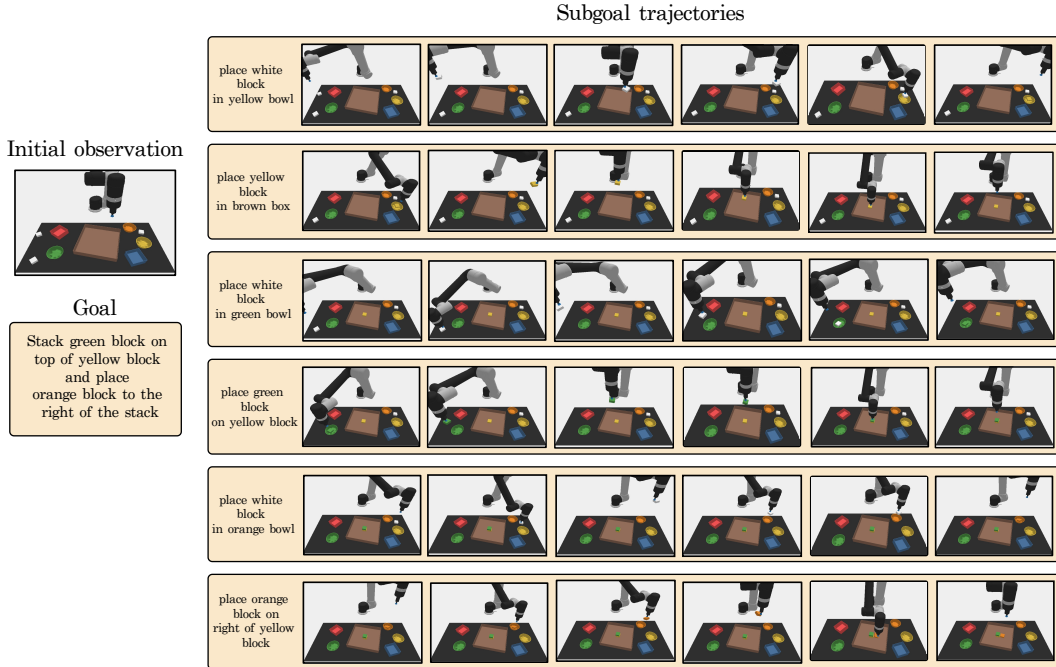 Subgoal trajectories
place white
block
in yellow bowl
Initial observation
place yellow
block
in brown box
Goal
Stack green block on
top of yellow block
and place
orange block to the
right of the stack
place white
block
in green bowl
place green
block
on yellow block
place white
block
in orange bowl
place orange
block on
right of yellow
block